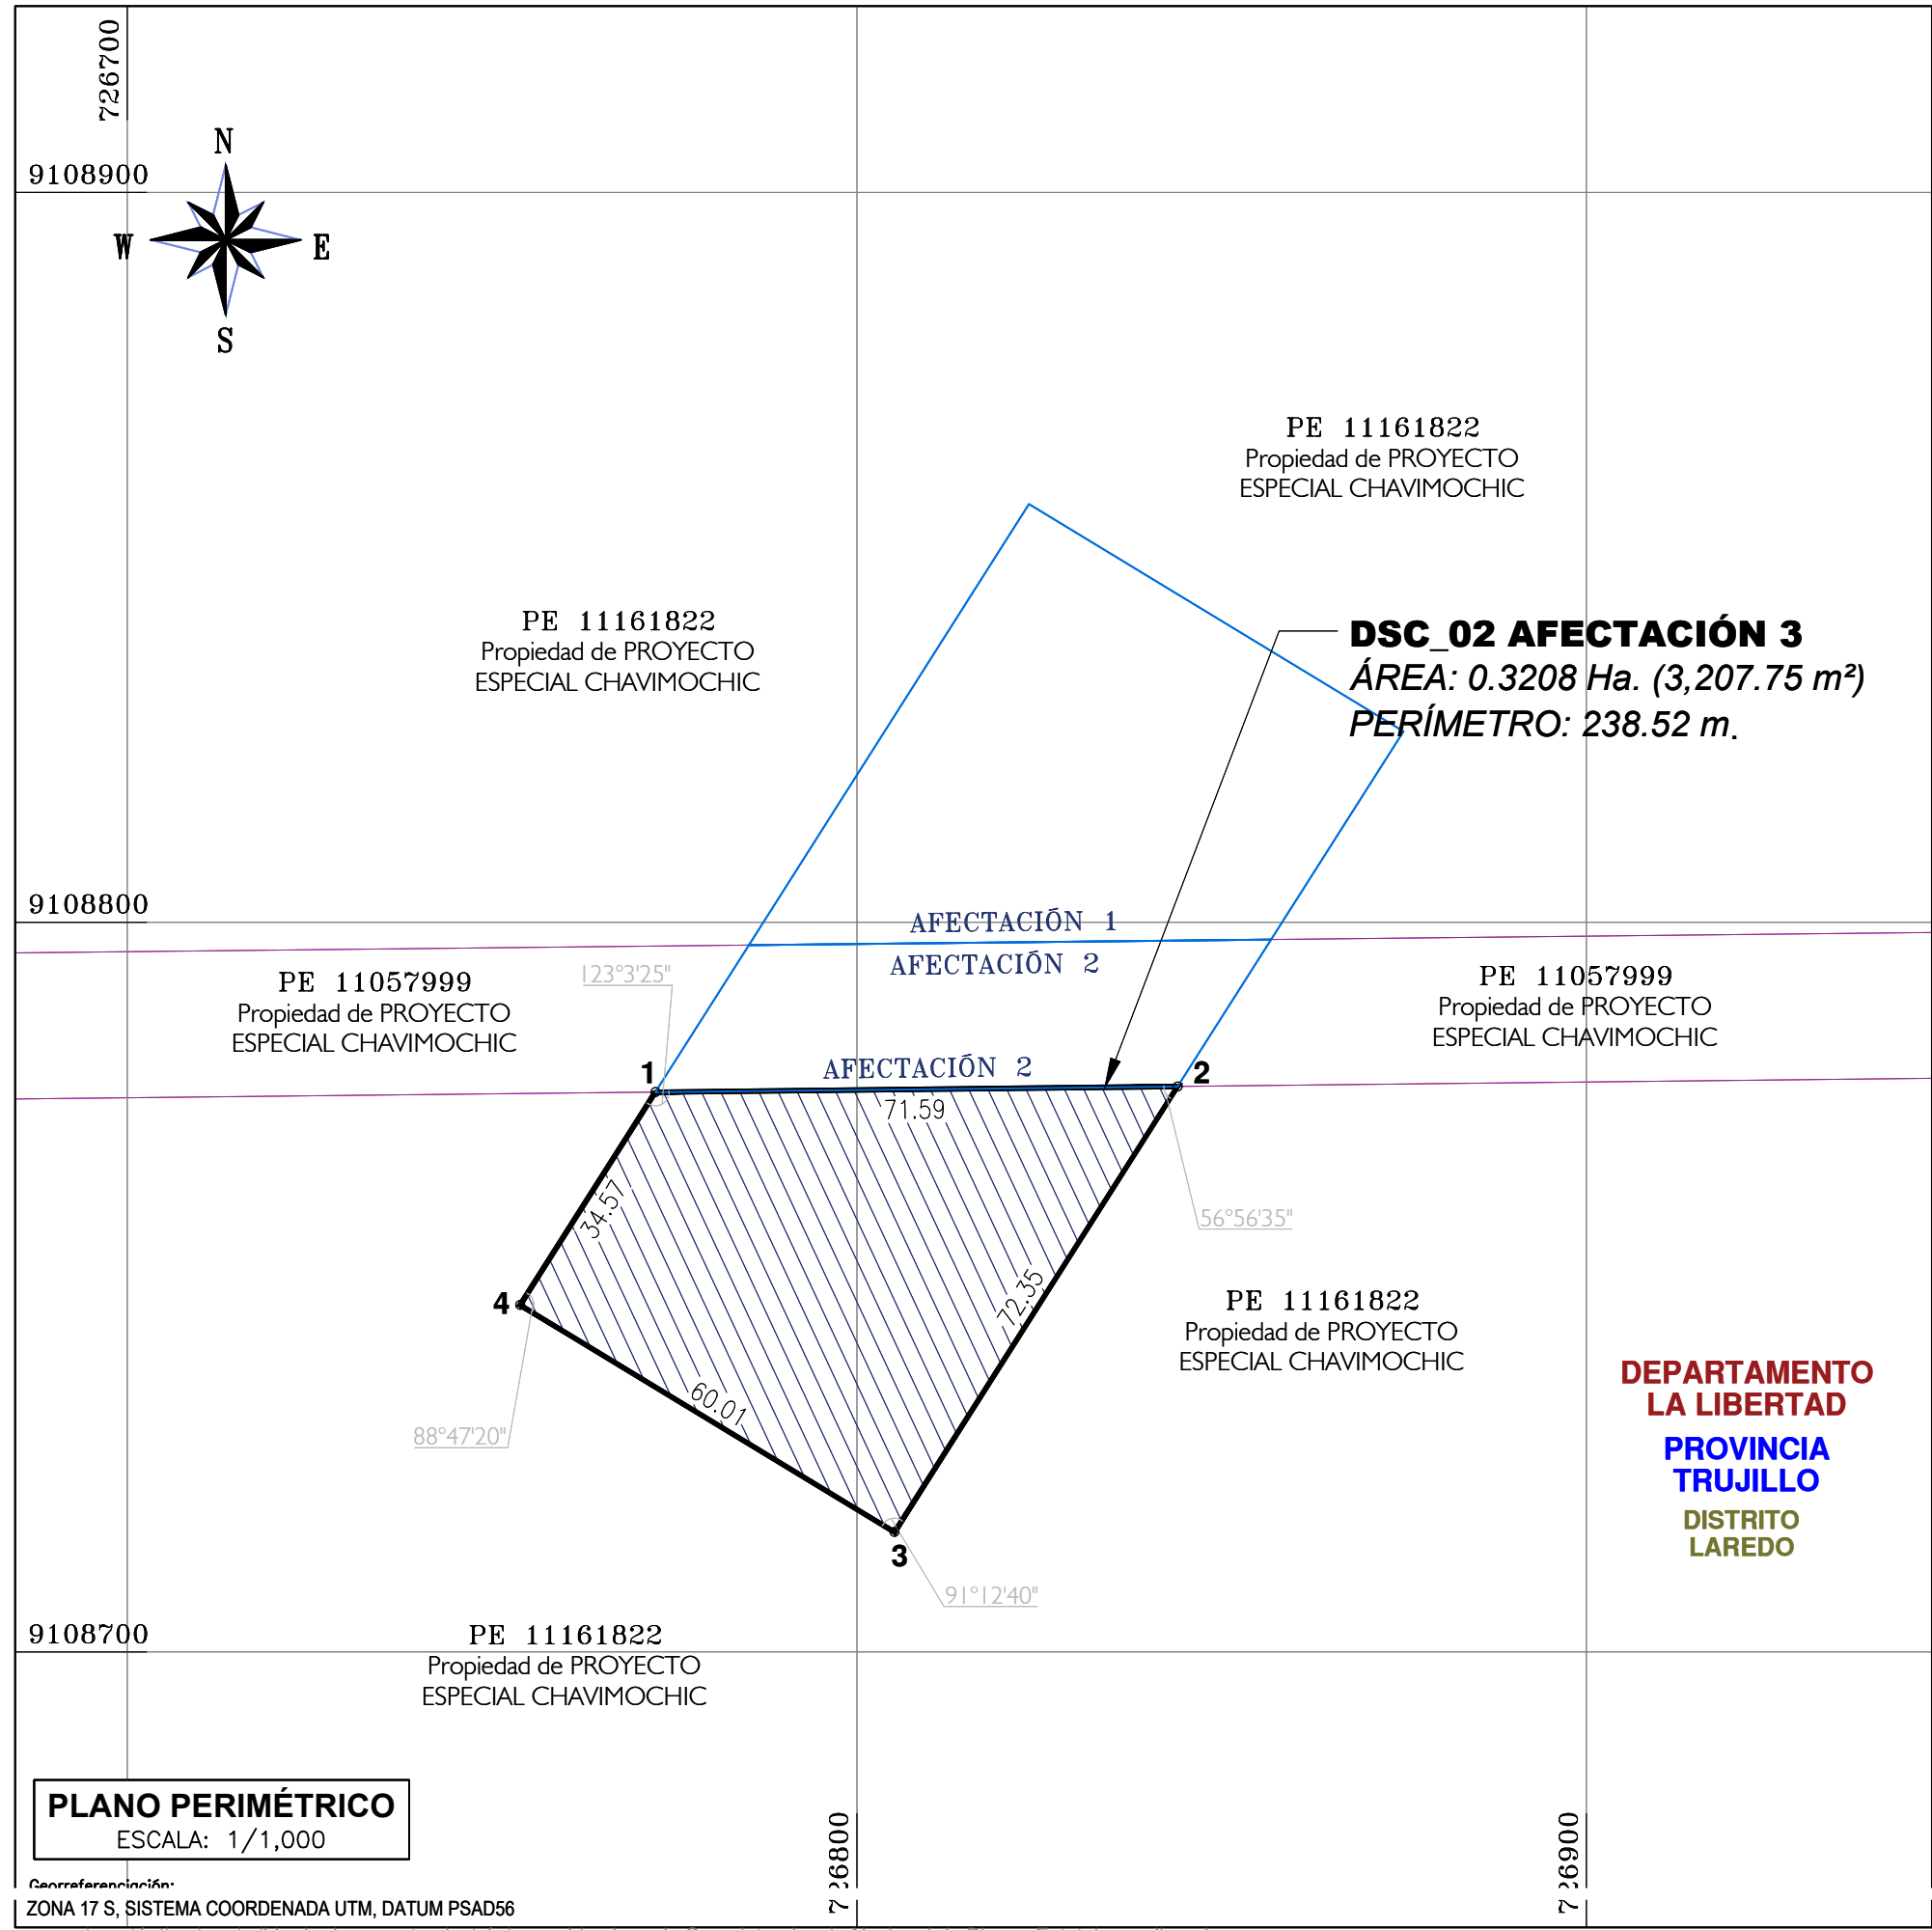 726700
N
9108900
W
E
S
PE 11161822
Propiedad de PROYECTO
ESPECIAL CHAVIMOCHIC
PE 11161822
Propiedad de PROYECTO
ESPECIAL CHAVIMOCHIC
DSC_02 AFECTACIÓN 3
ÁREA: 0.3208 Ha. (3,207.75 m²)
PERÍMETRO: 238.52 m.
9108800
AFECTACIÓN 1
AFECTACIÓN 2
123°3'25"
PE 11057999
Propiedad de PROYECTO
ESPECIAL CHAVIMOCHIC
PE 11057999
Propiedad de PROYECTO
ESPECIAL CHAVIMOCHIC
1
AFECTACIÓN 2
2
71.59
34.57
56°56'35"
72.35
4
60.01
88°47'20"
PE 11161822
Propiedad de PROYECTO
ESPECIAL CHAVIMOCHIC
DEPARTAMENTO
LA LIBERTAD
PROVINCIA
TRUJILLO
DISTRITO
LAREDO
3
91°12'40"
9108700
PE 11161822
Propiedad de PROYECTO
ESPECIAL CHAVIMOCHIC
PLANO PERIMÉTRICO
ESCALA: 1/1,000
726800
726900
Georreferenciación:
ZONA 17 S, SISTEMA COORDENADA UTM, DATUM PSAD56